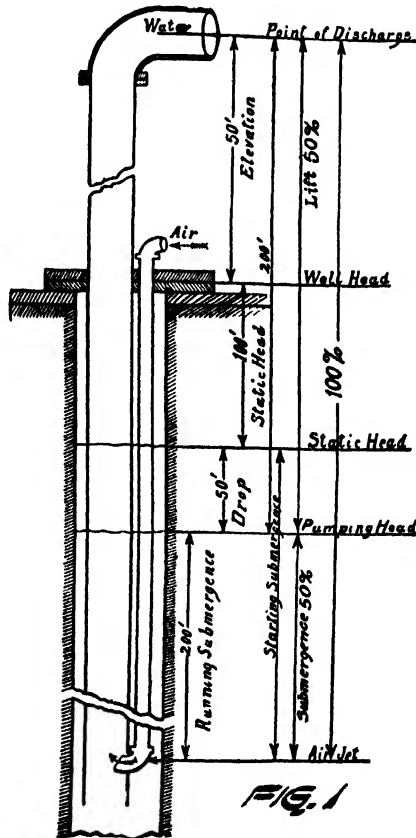 Water
Point of Discharge
50'
Elevation
Lift 50%
Air
200'
Well Head
100'
Static Head
100%
Static Head
50'
Drop
Pumping Head
200'
Running Submergence
Starting Submergence
Submergence 50%
Air Jet
FIG. 1